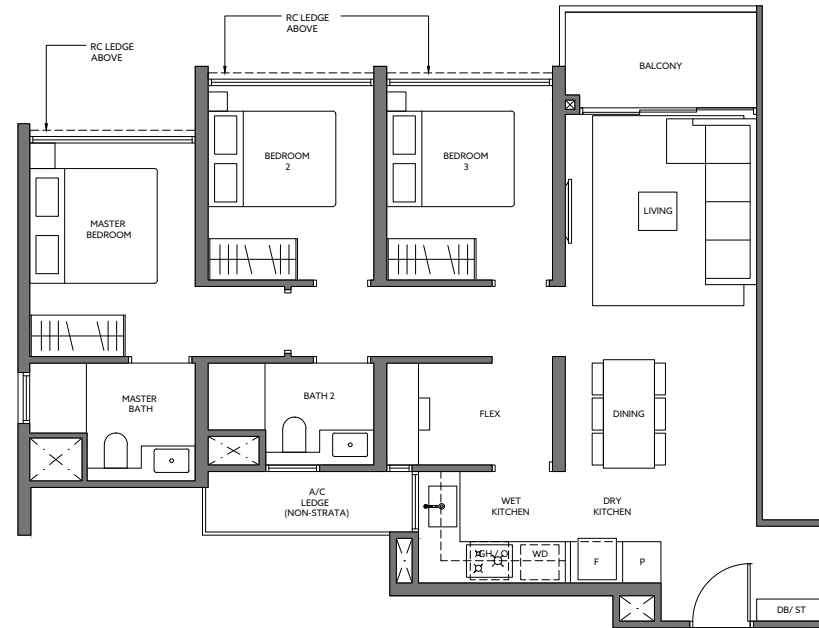 RC LEDGE
ABOVE
RC LEDGE
ABOVE
BALCONY
BEDROOM
2
BEDROOM
3
MASTER
BEDROOM
LIVING
MASTER
BATH
BATH 2
FLEX
DINING
A/C
LEDGE
(NON-STRATA)
WET
KITCHEN
DRY
KITCHEN
GH / O
WD
F
P
DB/ ST